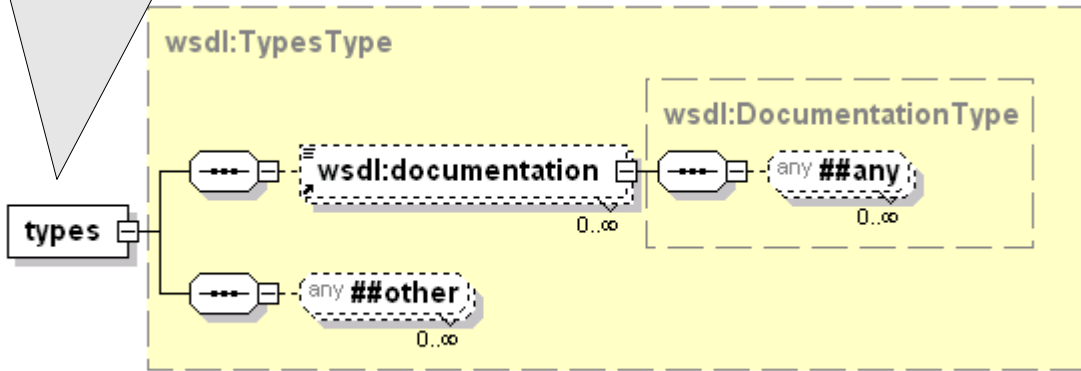 wsdl:TypesType
wsdl:DocumentationType
wsdl:documentation
any ##any
0..∞
0..∞
types
any ##other
0..∞